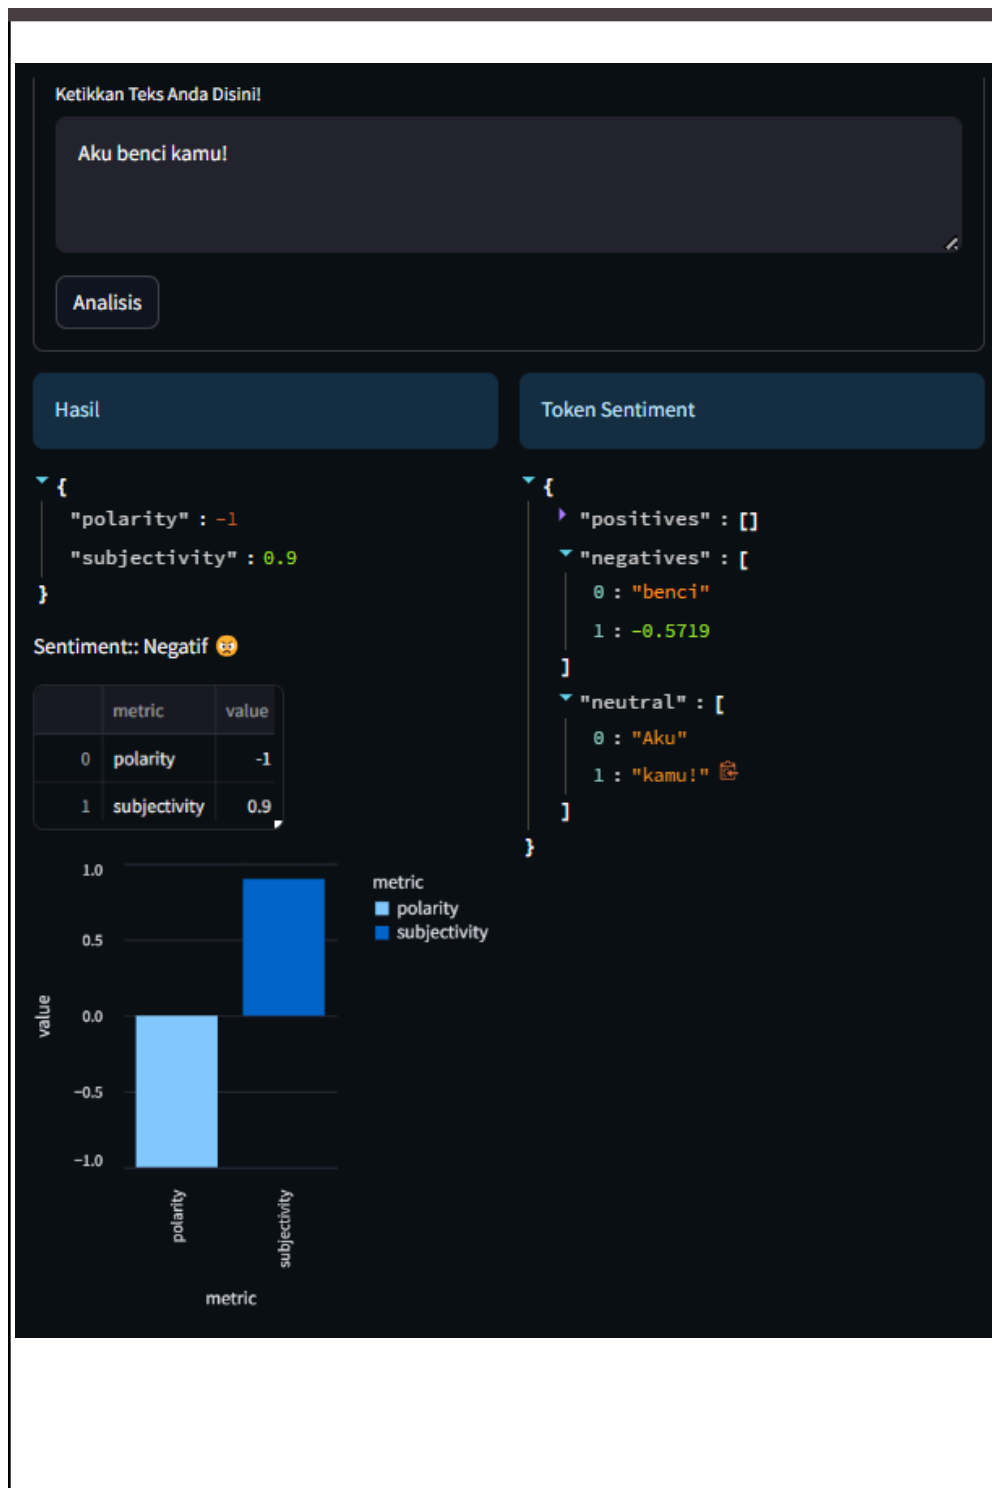 Ketikkan Teks Anda Disini!
Aku benci kamu!
Analisis
Hasil
{
"polarity" : -1
"subjectivity" : 0.9
}
Sentiment:: Negatif 😡
metric value
0 polarity -1
1 subjectivity 0.9
1.0
0.5
0.0
-0.5
-1.0
value
polarity
subjectivity
metric
metric
polarity
subjectivity
Token Sentiment
{
"positives" : []
"negatives" : [
0 : "benci"
1 : -0.5719
]
"neutral" : [
0 : "Aku"
1 : "kamu!"
]
}